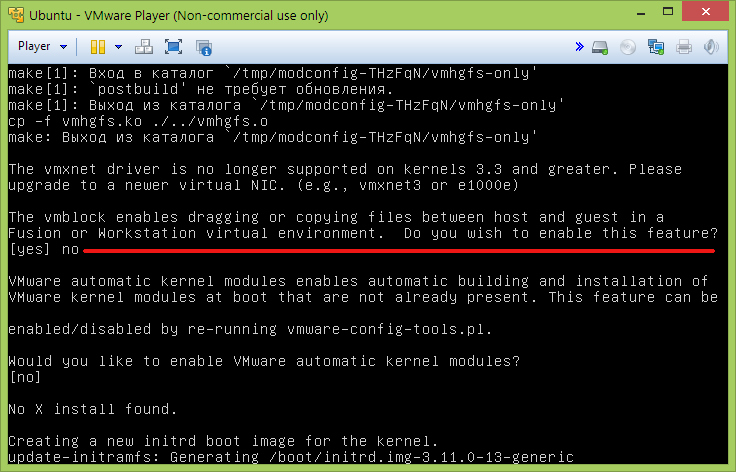 Ubuntu - VMware Player (Non-commercial use only)
Player
make[1]: Вход в каталог `/tmp/modconfig-THzFqN/vmhgfs-only'
make[1]: `postbuild' не требует обновления.
make[1]: Выход из каталога `/tmp/modconfig-THzFqN/vmhgfs-only'
cp -f vmhgfs.ko ./../vmhgfs.o
make: Выход из каталога `/tmp/modconfig-THzFqN/vmhgfs-only'
The vmxnet driver is no longer supported on kernels 3.3 and greater. Please
upgrade to a newer virtual NIC. (e.g., vmxnet3 or e1000e)
The vmblock enables dragging or copying files between host and guest in a
Fusion or Workstation virtual environment.  Do you wish to enable this feature?
[yes] no
VMware automatic kernel modules enables automatic building and installation of
VMware kernel modules at boot that are not already present. This feature can be
enabled/disabled by re-running vmware-config-tools.pl.
Would you like to enable VMware automatic kernel modules?
[no]
No X install found.
Creating a new initrd boot image for the kernel.
update-initramfs: Generating /boot/initrd.img-3.11.0-13-generic